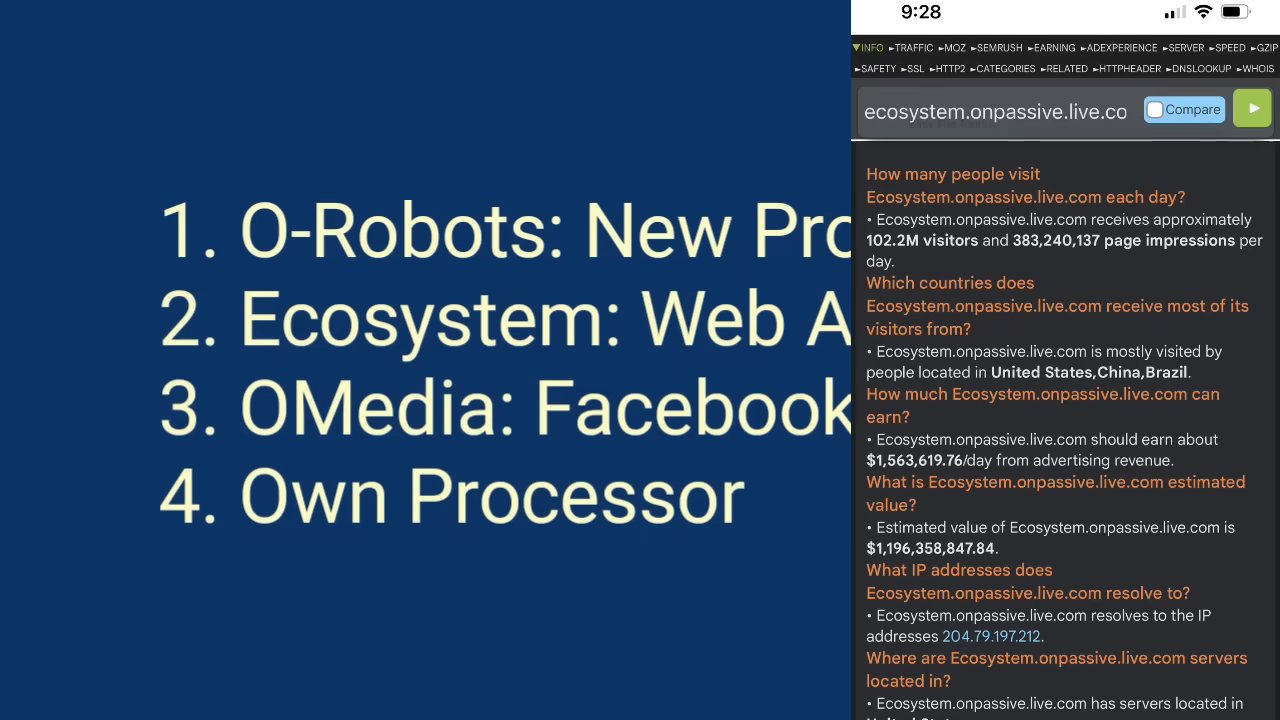 1. O-Robots: New Pro
2. Ecosystem: Web A
3. OMedia: Facebook
4. Own Processor
9:28
▼INFO ►TRAFFIC ►MOZ ►SEMRUSH ►EARNING ►ADEXPERIENCE ►SERVER ►SPEED ►GZIP
►SAFETY ►SSL ►HTTP2 ►CATEGORIES ►RELATED ►HTTPHEADER ►DNSLOOKUP ►WHOIS
ecosystem.onpassive.live.co Compare
How many people visit
Ecosystem.onpassive.live.com each day?
• Ecosystem.onpassive.live.com receives approximately
102.2M visitors and 383,240,137 page impressions per
day.
Which countries does
Ecosystem.onpassive.live.com receive most of its
visitors from?
• Ecosystem.onpassive.live.com is mostly visited by
people located in United States,China,Brazil.
How much Ecosystem.onpassive.live.com can
earn?
• Ecosystem.onpassive.live.com should earn about
$1,563,619.76/day from advertising revenue.
What is Ecosystem.onpassive.live.com estimated
value?
• Estimated value of Ecosystem.onpassive.live.com is
$1,196,358,847.84.
What IP addresses does
Ecosystem.onpassive.live.com resolve to?
• Ecosystem.onpassive.live.com resolves to the IP
addresses 204.79.197.212.
Where are Ecosystem.onpassive.live.com servers
located in?
• Ecosystem.onpassive.live.com has servers located in